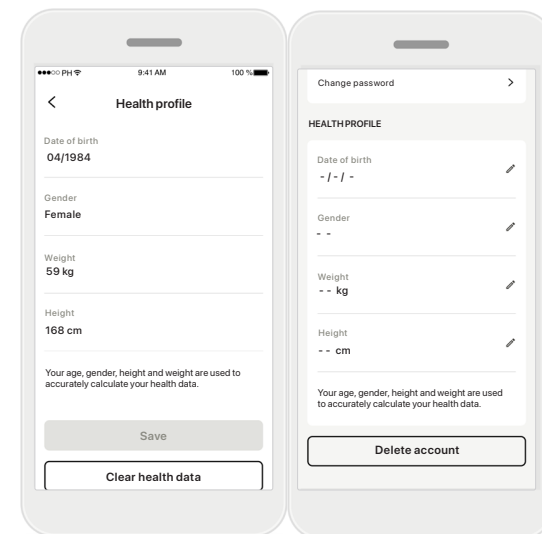 ●●●○○ PH 9:41 AM 100 %
Health profile
Date of birth
04/1984
Gender
Female
Weight
59 kg
Height
168 cm
Your age, gender, height and weight are used to
accurately calculate your health data.
Save
Clear health data
Change password
HEALTH PROFILE
Date of birth
- / - / -
Gender
- -
Weight
- - kg
Height
- - cm
Your age, gender, height and weight are used
to accurately calculate your health data.
Delete account